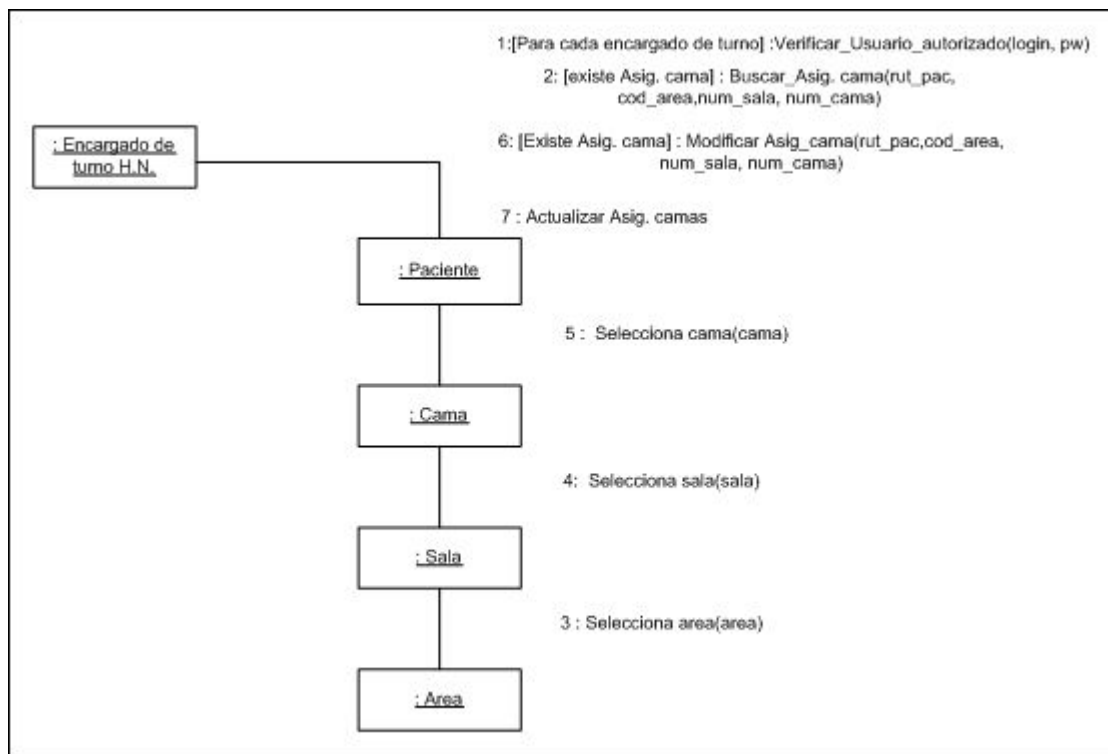 1:[Para cada encargado de turno] :Verificar_Usuario_autorizado(login, pw)
2: [existe Asig. cama] : Buscar_Asig. cama(rut_pac,
cod_area,num_sala, num_cama)
: Encargado de
turno H.N.
6: [Existe Asig. cama] : Modificar Asig_cama(rut_pac,cod_area,
num_sala, num_cama)
7 : Actualizar Asig. camas
: Paciente
5 : Selecciona cama(cama)
: Cama
4: Selecciona sala(sala)
: Sala
3 : Selecciona area(area)
: Area